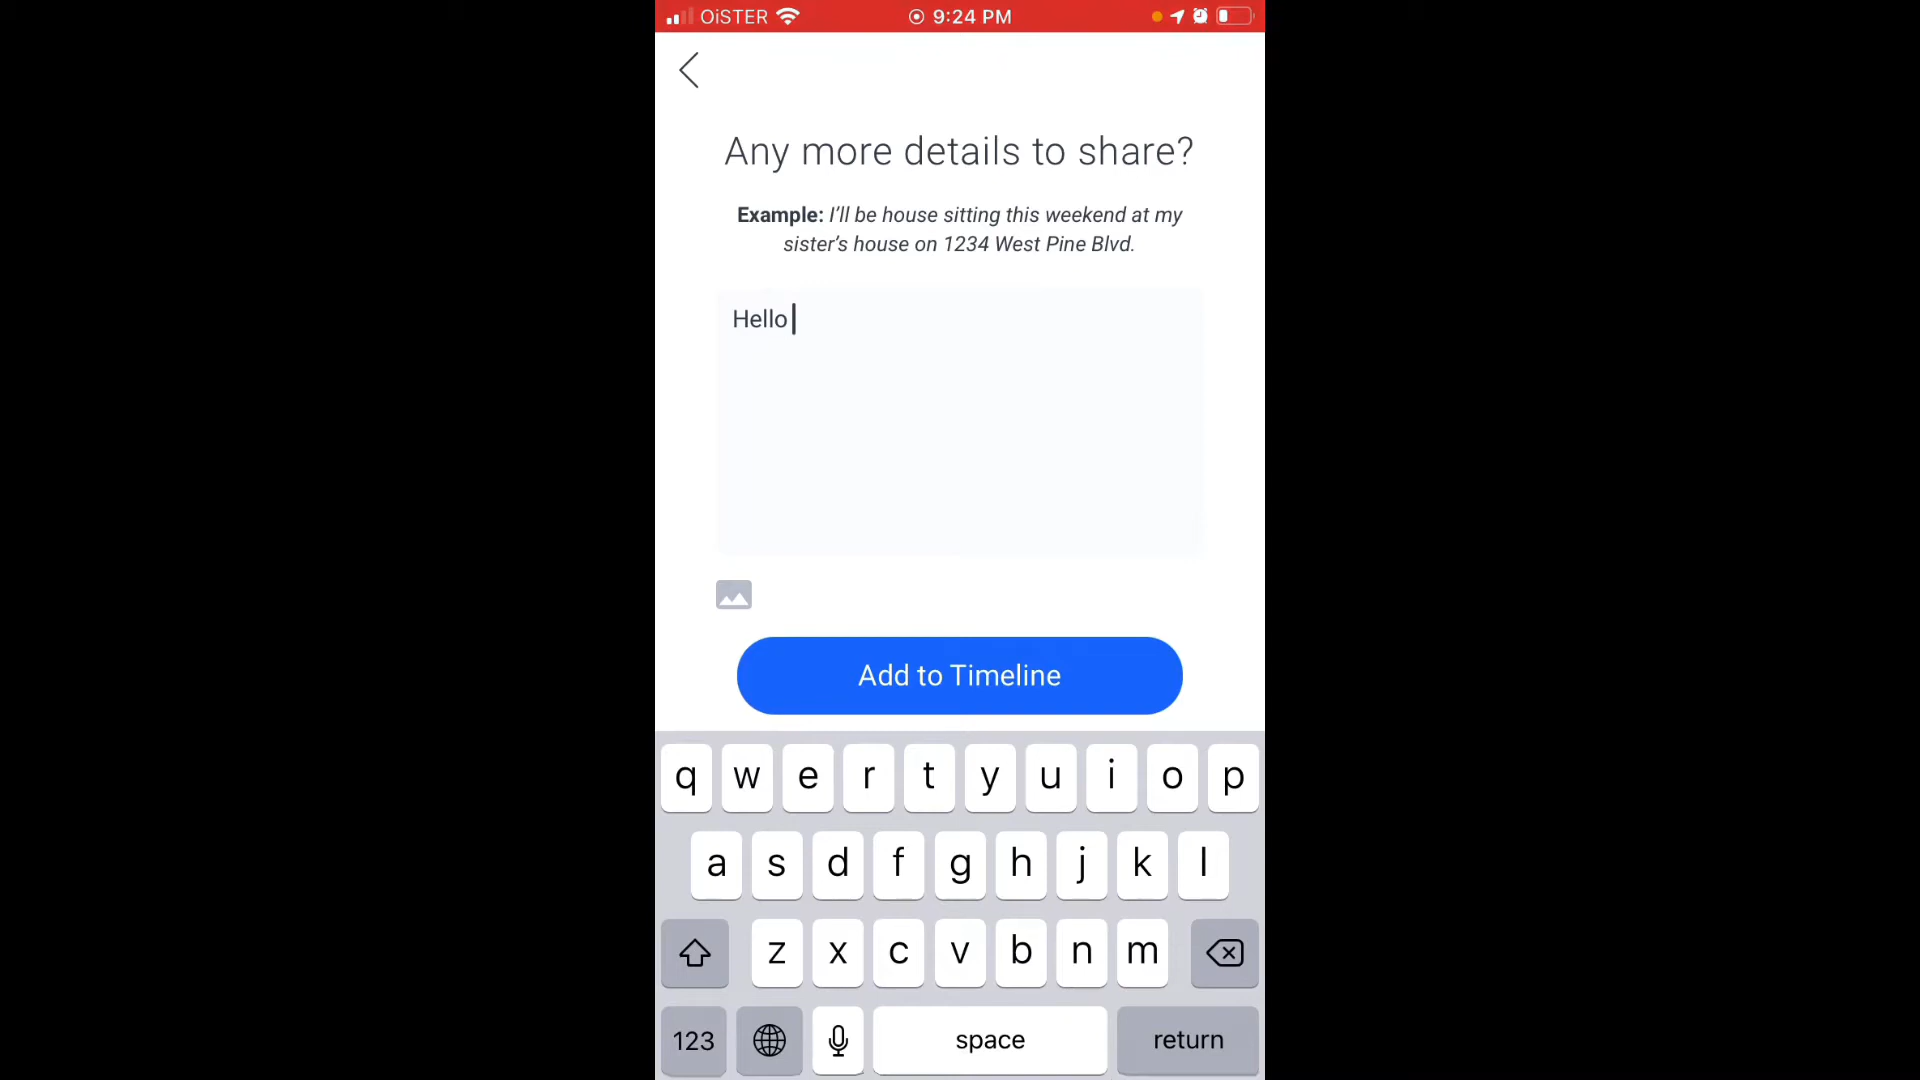 OiSTER 9:24 PM
Any more details to share?
Example: I'll be house sitting this weekend at my
sister's house on 1234 West Pine Blvd.
Hello
Add to Timeline
q w e r t y u i o p
a s d f g h j k l
z x c v b n m
123 space return